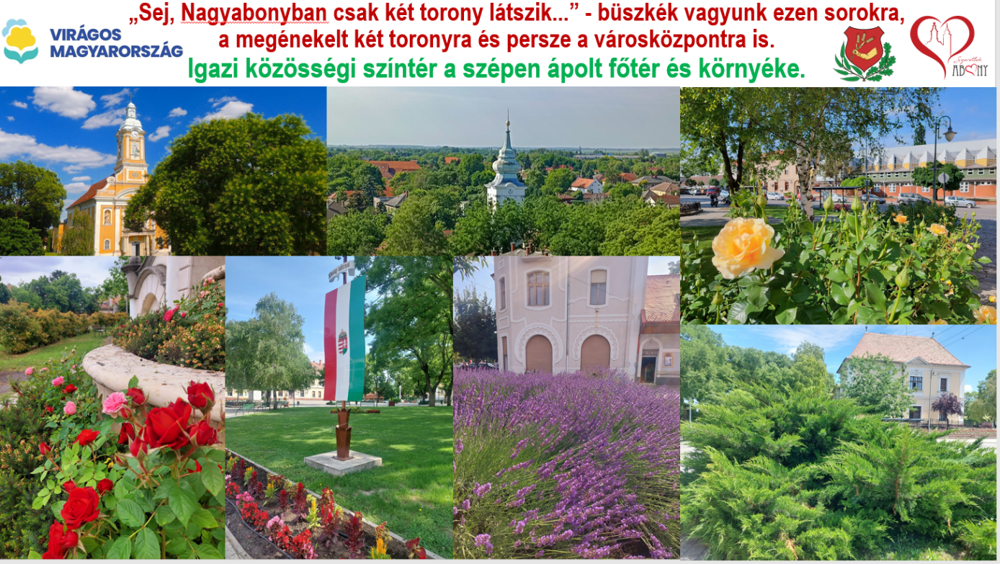 „Sej, Nagyabonyban csak két torony látszik...” - büszkék vagyunk ezen sorokra,
a megénekelt két toronyra és persze a városközpontra is.
Igazi közösségi színtér a szépen ápolt főtér és környéke.
VIRÁGOS
MAGYARORSZÁG
Szeretlek
ABONY